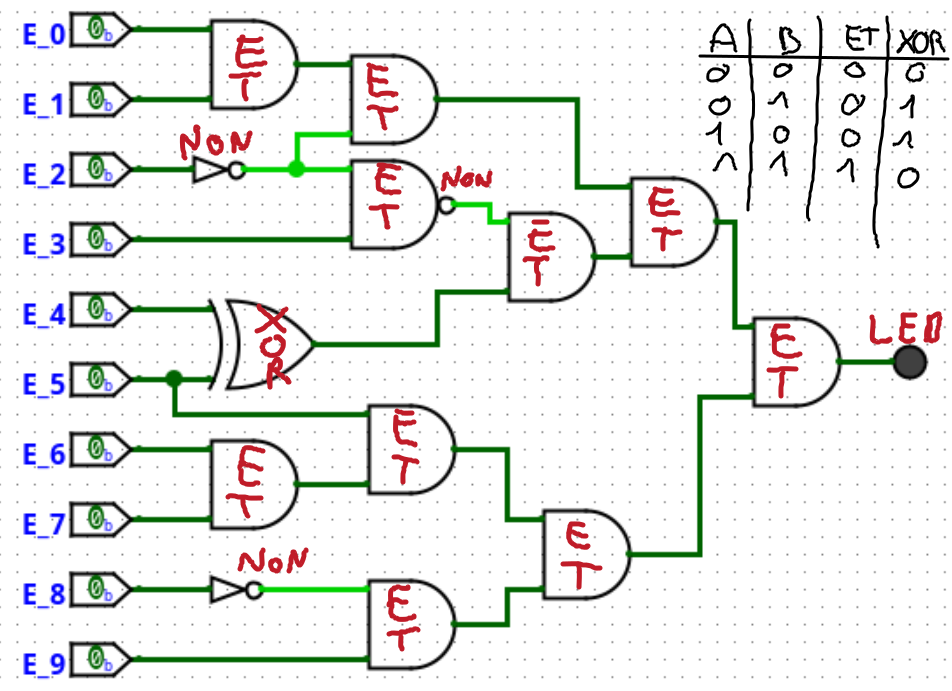 E_0 0b
E_1 0b
E_2 0b
E_3 0b
E_4 0b
E_5 0b
E_6 0b
E_7 0b
E_8 0b
E_9 0b
ET
ET
NON
ET
NON
ET
ET
XOR
ET
LED
ET
ET
ET
NON
ET
A B ET XOR
0 0 0 0
0 1 0 1
1 0 0 1
1 1 1 0